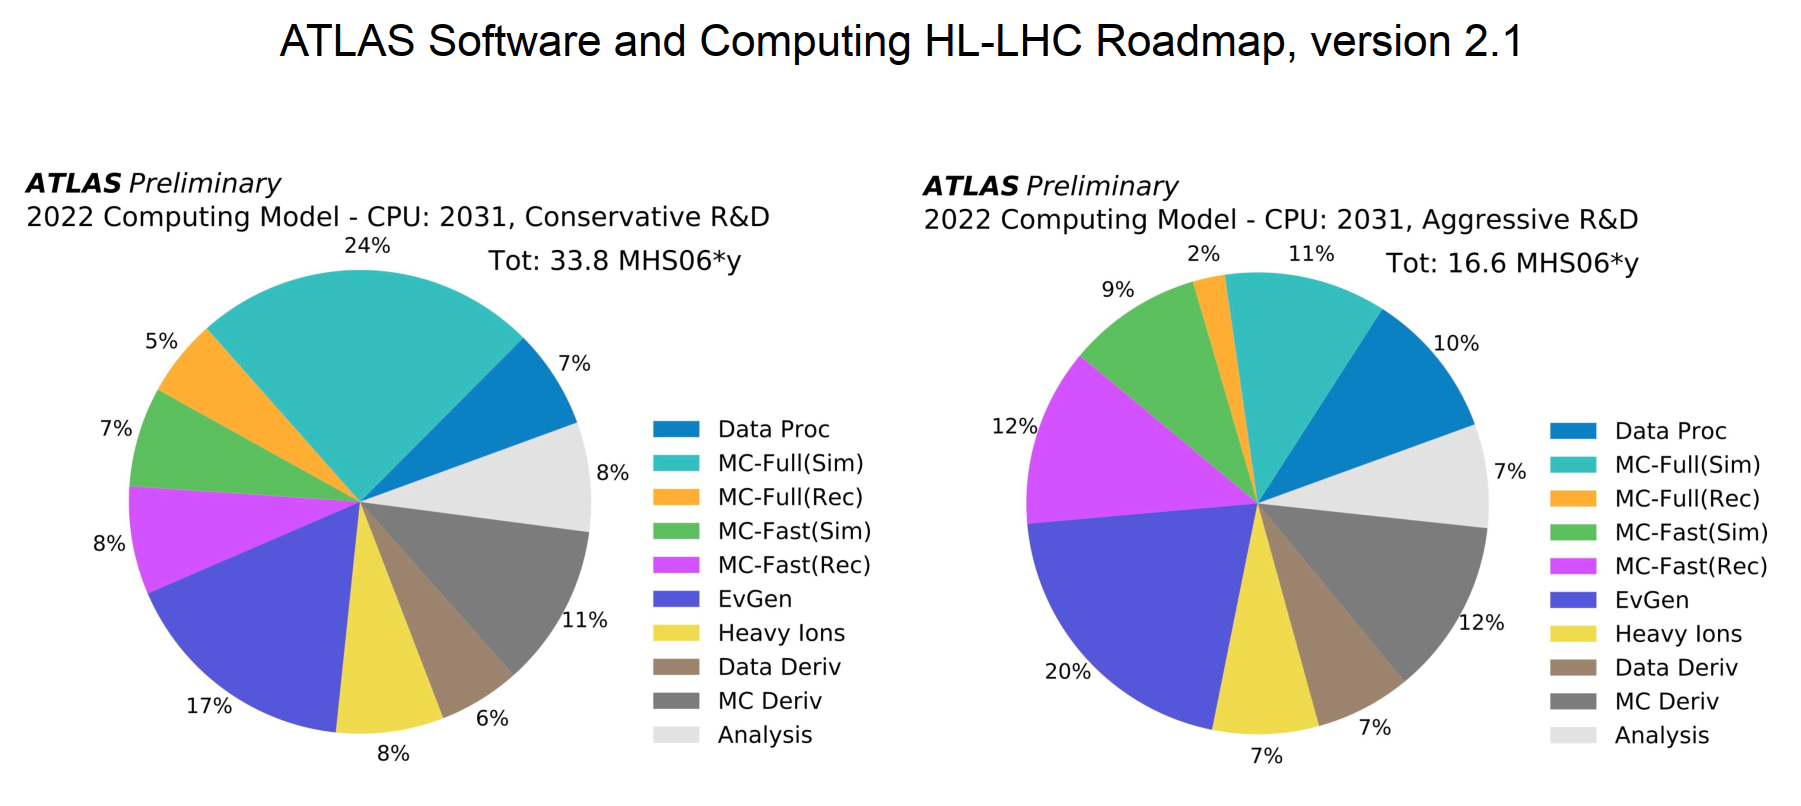 ATLAS Software and Computing HL-LHC Roadmap, version 2.1
ATLAS Preliminary
2022 Computing Model - CPU: 2031, Conservative R&D
24%
Tot: 33.8 MHS06*y
5%
7%
7%
8%
8%
11%
17%
6%
8%
Data Proc
MC-Full(Sim)
MC-Full(Rec)
MC-Fast(Sim)
MC-Fast(Rec)
EvGen
Heavy Ions
Data Deriv
MC Deriv
Analysis
ATLAS Preliminary
2022 Computing Model - CPU: 2031, Aggressive R&D
2%
11%
Tot: 16.6 MHS06*y
9%
10%
12%
7%
12%
20%
7%
7%
Data Proc
MC-Full(Sim)
MC-Full(Rec)
MC-Fast(Sim)
MC-Fast(Rec)
EvGen
Heavy Ions
Data Deriv
MC Deriv
Analysis